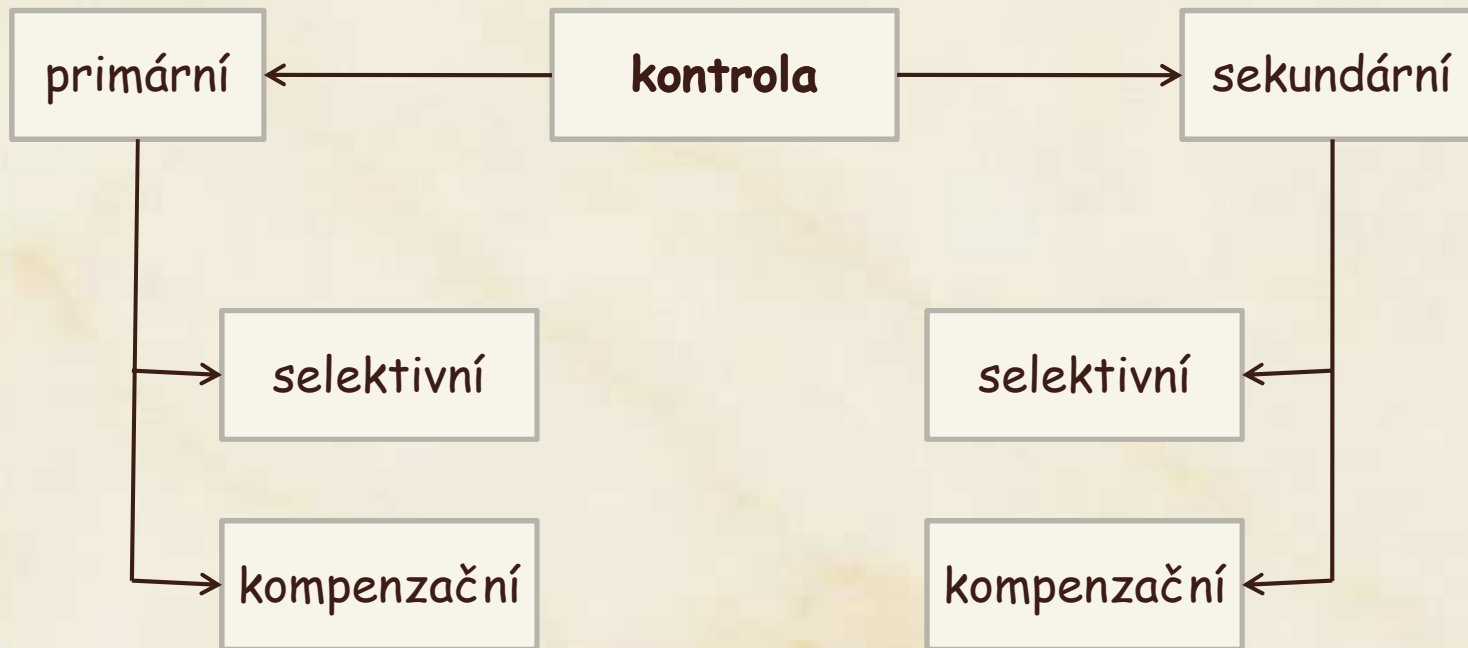 primární
kontrola
sekundární
selektivní
selektivní
kompenzační
kompenzační